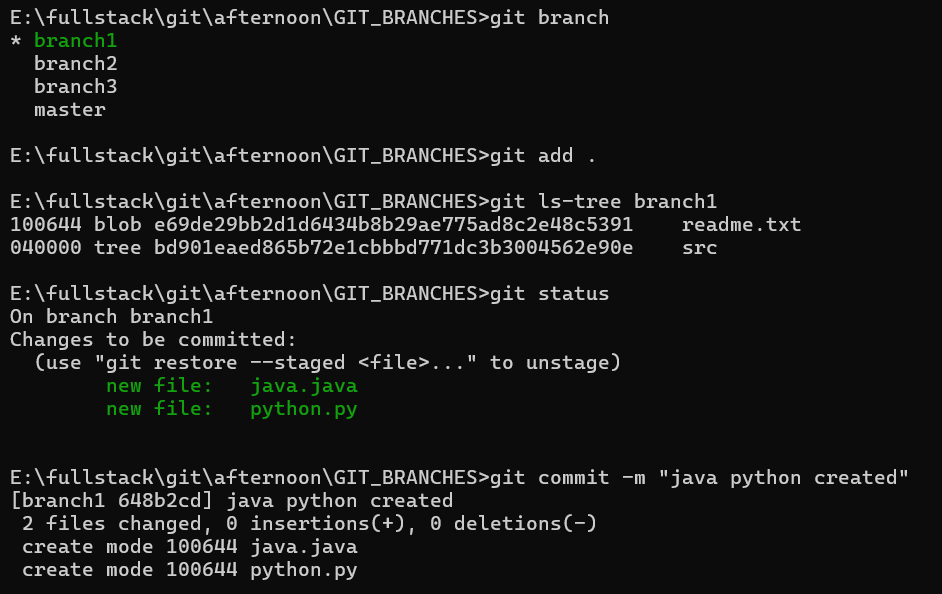 E:\fullstack\git\afternoon\GIT_BRANCHES>git branch
* branch1
  branch2
  branch3
  master
E:\fullstack\git\afternoon\GIT_BRANCHES>git add .
E:\fullstack\git\afternoon\GIT_BRANCHES>git ls-tree branch1
100644 blob e69de29bb2d1d6434b8b29ae775ad8c2e48c5391    readme.txt
040000 tree bd901eaed865b72e1cbbbd771dc3b3004562e90e    src
E:\fullstack\git\afternoon\GIT_BRANCHES>git status
On branch branch1
Changes to be committed:
  (use "git restore --staged <file>..." to unstage)
        new file:   java.java
        new file:   python.py
E:\fullstack\git\afternoon\GIT_BRANCHES>git commit -m "java python created"
[branch1 648b2cd] java python created
 2 files changed, 0 insertions(+), 0 deletions(-)
 create mode 100644 java.java
 create mode 100644 python.py